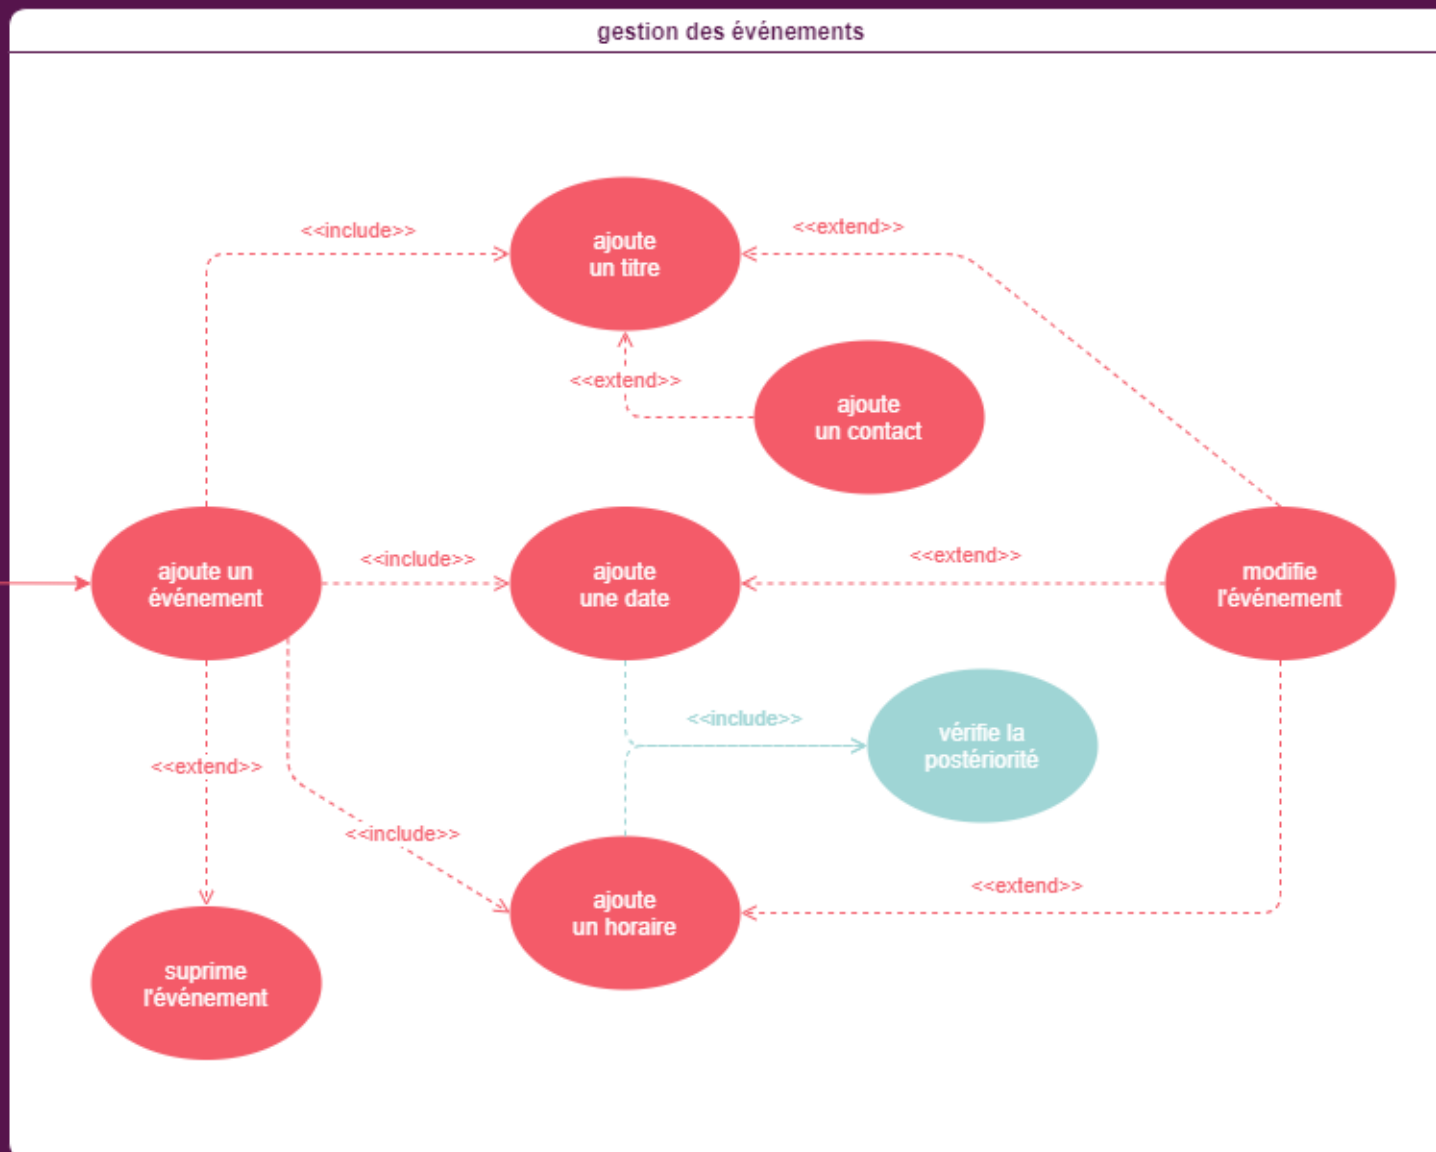 gestion des événements
<<include>>
<<extend>>
ajoute
un titre
<<extend>>
ajoute
un contact
ajoute un
événement
<<include>>
ajoute
une date
<<extend>>
modifie
l'événement
<<include>>
vérifie la
postériorité
<<extend>>
<<include>>
ajoute
un horaire
<<extend>>
suprime
l'événement